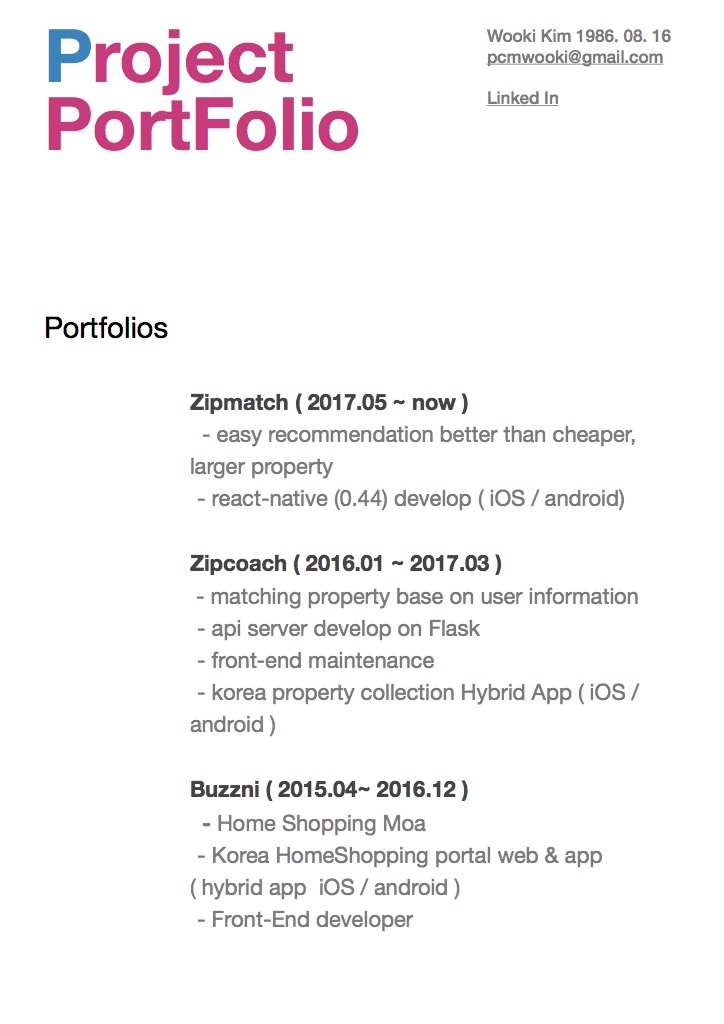 Project
PortFolio
Wooki Kim 1986. 08. 16
pcmwooki@gmail.com
Linked In
Portfolios
Zipmatch ( 2017.05 ~ now )
- easy recommendation better than cheaper,
larger property
- react-native (0.44) develop ( iOS / android)
Zipcoach ( 2016.01 ~ 2017.03 )
- matching property base on user information
- api server develop on Flask
- front-end maintenance
- korea property collection Hybrid App ( iOS /
android )
Buzzni ( 2015.04~ 2016.12 )
- Home Shopping Moa
- Korea HomeShopping portal web & app
( hybrid app  iOS / android )
- Front-End developer